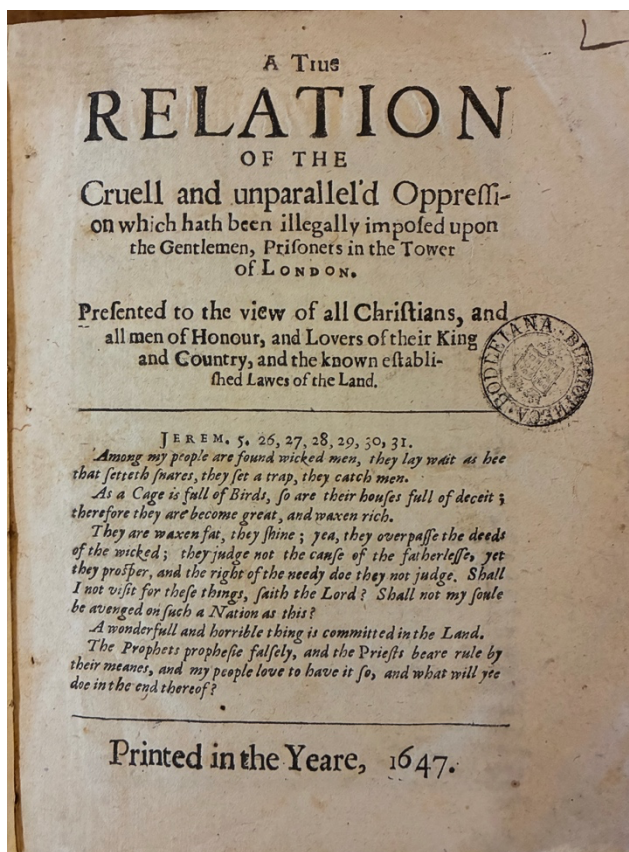 A True
RELATION
OF THE
Cruell and unparallel'd Oppreſſi-
on which hath been illegally impoſed upon
the Gentlemen, Priſoners in the Tower
of LONDON.
Preſented to the view of all Chriſtians, and
all men of Honour, and Lovers of their King
and Country, and the known eſtabli-
ſhed Lawes of the Land.
BODLEIANA·BIBLIOTHECA·
JEREM. 5. 26, 27, 28, 29, 30, 31.
Among my people are found wicked men, they lay wait as hee
that ſetteth ſnares, they ſet a trap, they catch men.
As a Cage is full of Birds, ſo are their houſes full of deceit;
therefore they are become great, and waxen rich.
They are waxen fat, they ſhine; yea, they overpaſſe the deeds
of the wicked; they judge not the cauſe of the fatherleſſe, yet
they proſper, and the right of the needy doe they not judge. Shall
I not viſit for theſe things, ſaith the Lord? Shall not my ſoule
be avenged on ſuch a Nation as this?
A wonderfull and horrible thing is committed in the Land.
The Prophets propheſie falſely, and the Prieſts beare rule by
their meanes, and my people love to have it ſo, and what will yee
doe in the end thereof?
Printed in the Yeare, 1647.